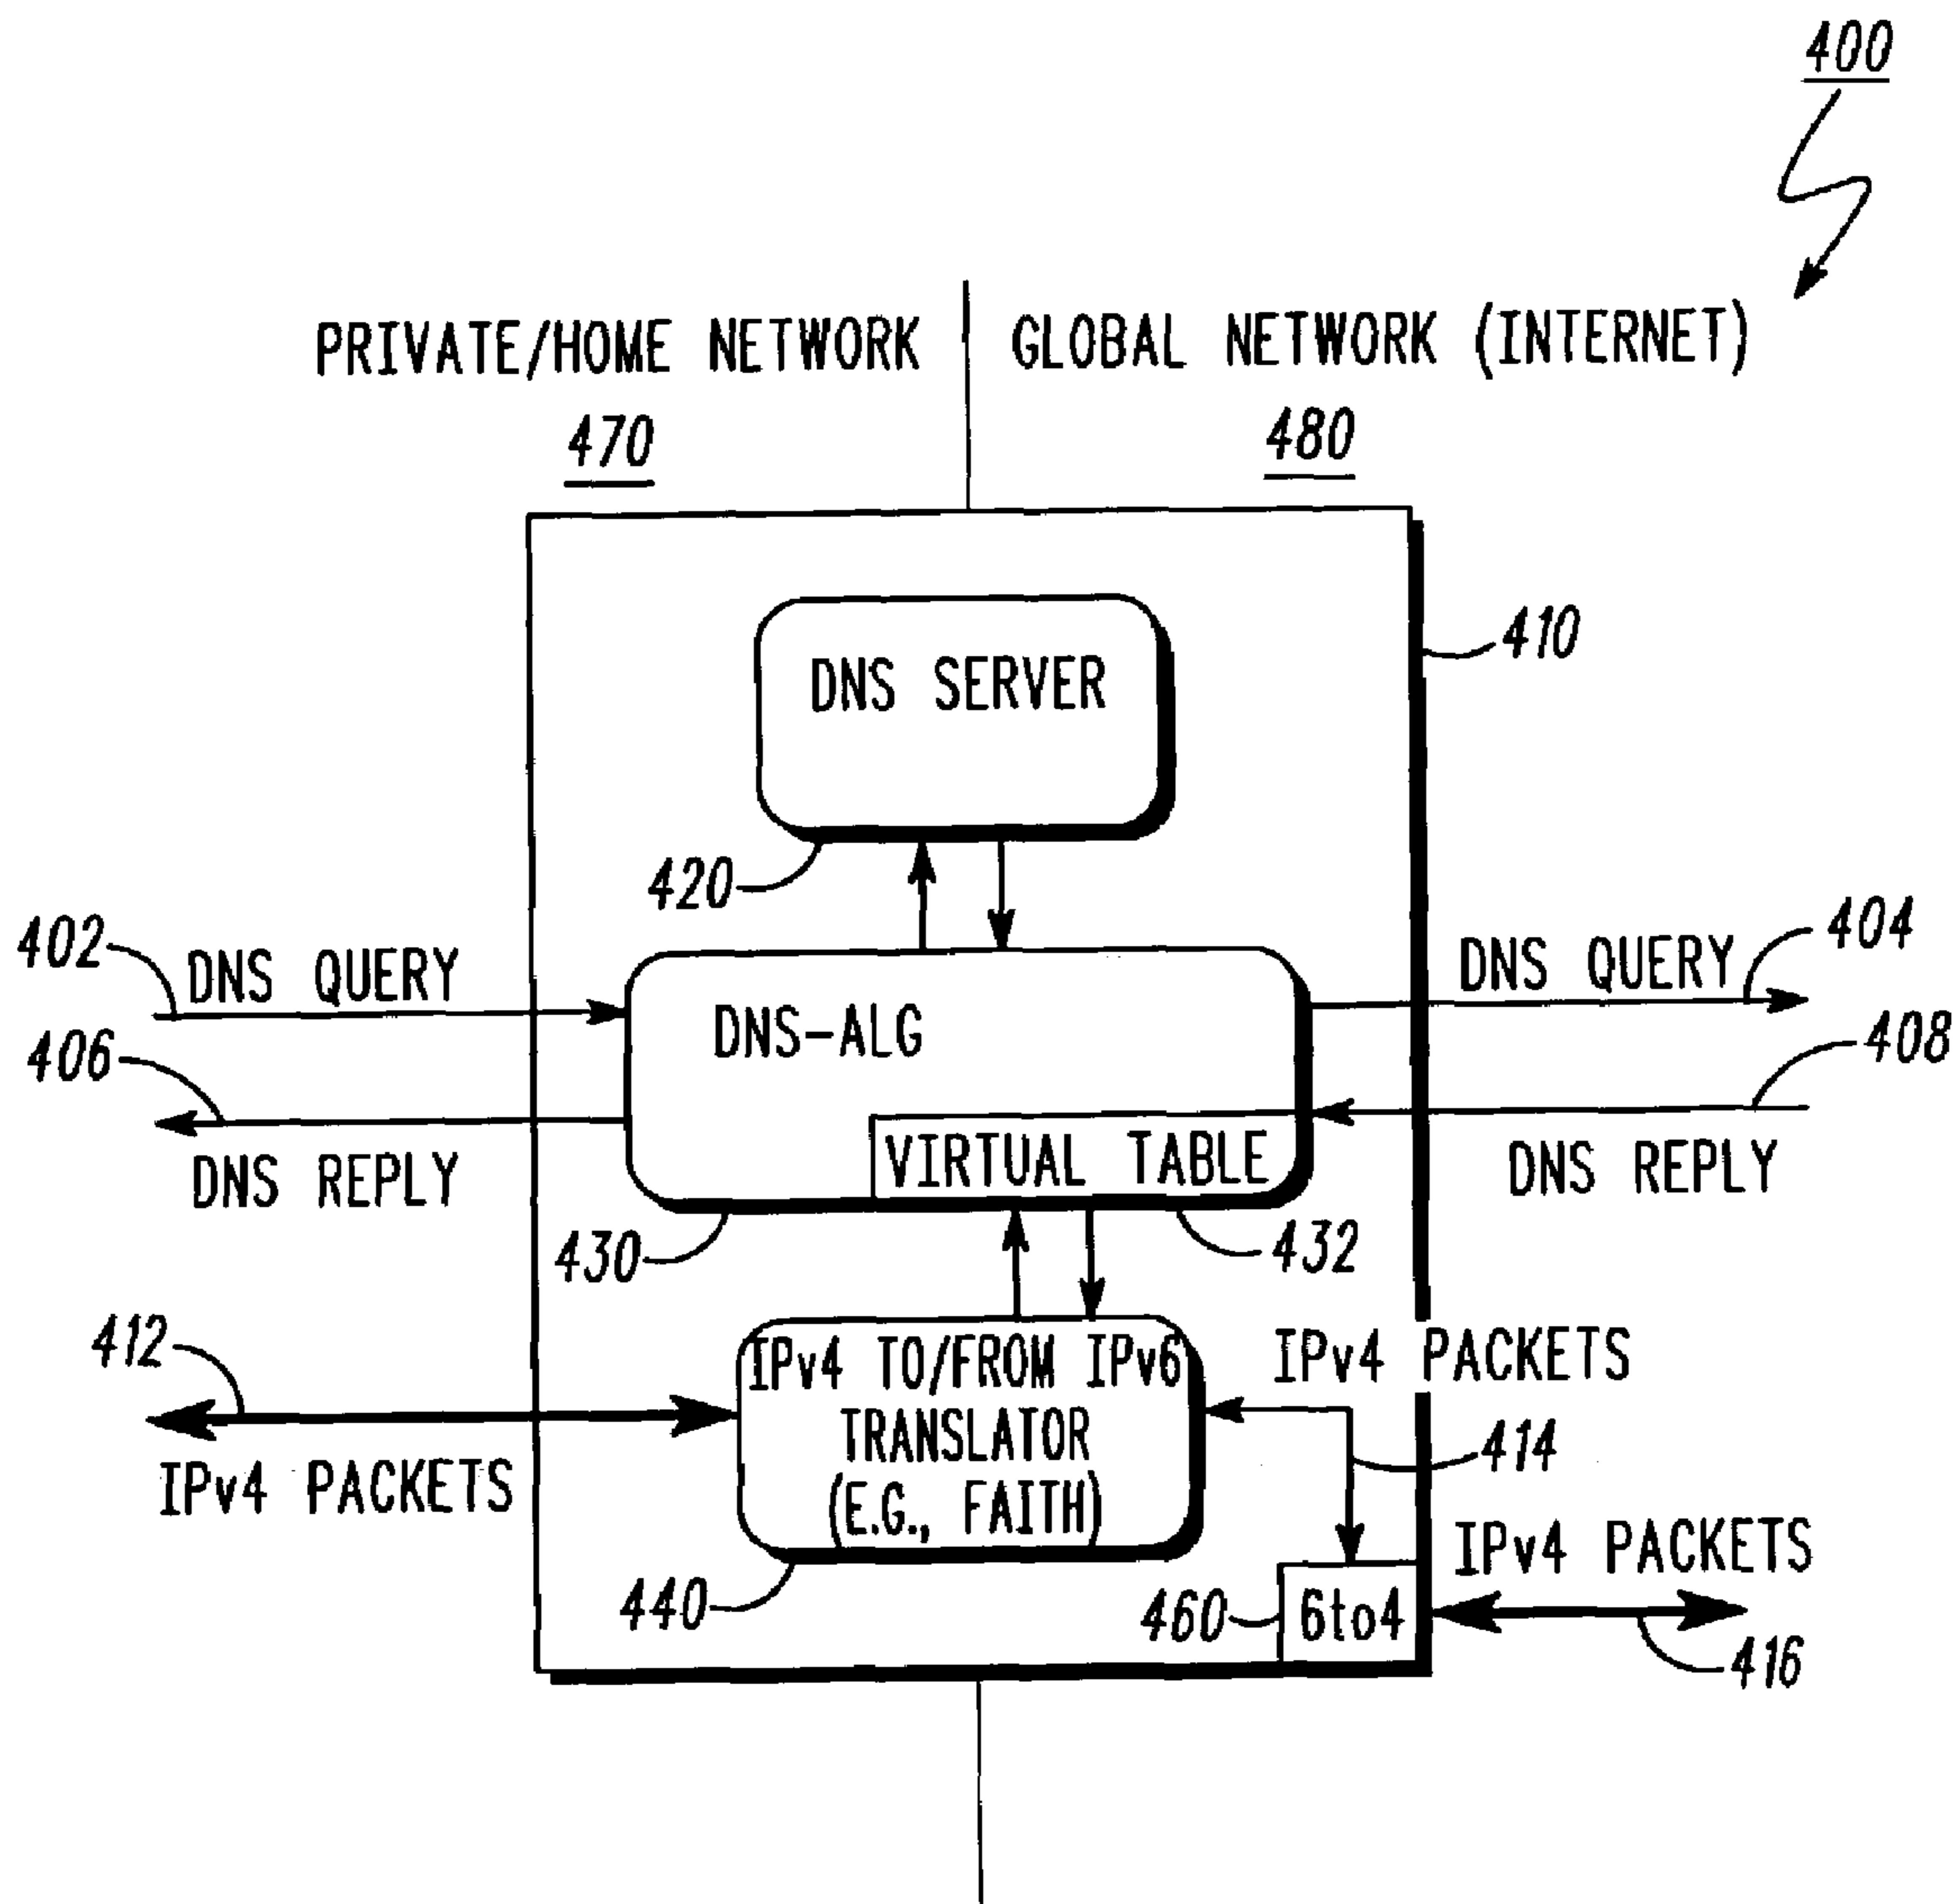 400
PRIVATE/HOME NETWORK
GLOBAL NETWORK (INTERNET)
470
480
410
DNS SERVER
420
402
DNS QUERY
DNS QUERY
404
DNS-ALG
406
408
DNS REPLY
VIRTUAL TABLE
DNS REPLY
430
432
412
IPv4 TO/FROM IPv6
TRANSLATOR
(E.G., FAITH)
IPv4 PACKETS
414
IPv4 PACKETS
IPv4 PACKETS
440
460
6to4
416